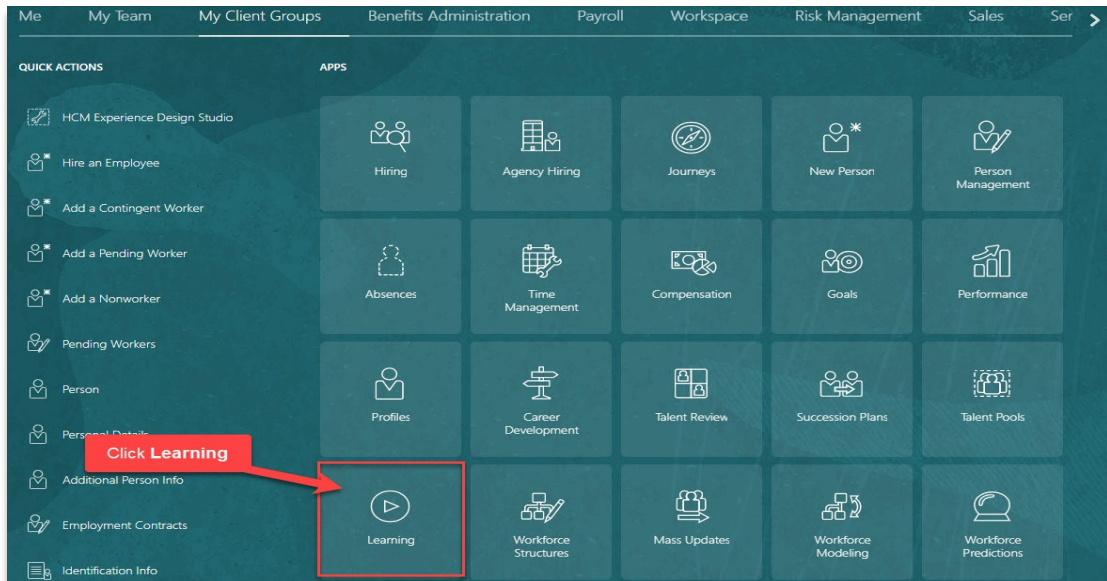 Me My Team My Client Groups Benefits Administration Payroll Workspace Risk Management Sales Ser
QUICK ACTIONS
APPS
HCM Experience Design Studio
Hire an Employee
Add a Contingent Worker
Add a Pending Worker
Add a Nonworker
Pending Workers
Person
Personal Details
Additional Person Info
Employment Contracts
Identification Info
Click Learning
Hiring
Agency Hiring
Journeys
New Person
Person
Management
Absences
Time
Management
Compensation
Goals
Performance
Profiles
Career
Development
Talent Review
Succession Plans
Talent Pools
Learning
Workforce
Structures
Mass Updates
Workforce
Modeling
Workforce
Predictions